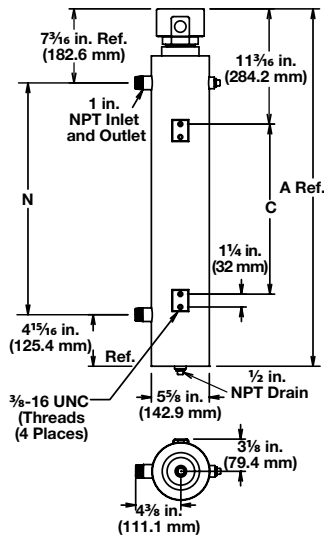 7³⁄₁₆ in. Ref.
(182.6 mm)
11³⁄₁₆ in.
(284.2 mm)
1 in.
NPT Inlet
and Outlet
A Ref.
N
C
1¼ in.
(32 mm)
4¹⁵⁄₁₆ in.
(125.4 mm)
Ref.
³⁄₈-16 UNC
(Threads
(4 Places)
5⅝ in.
(142.9 mm)
½ in.
NPT Drain
3⅛ in.
(79.4 mm)
4⅜ in.
(111.1 mm)